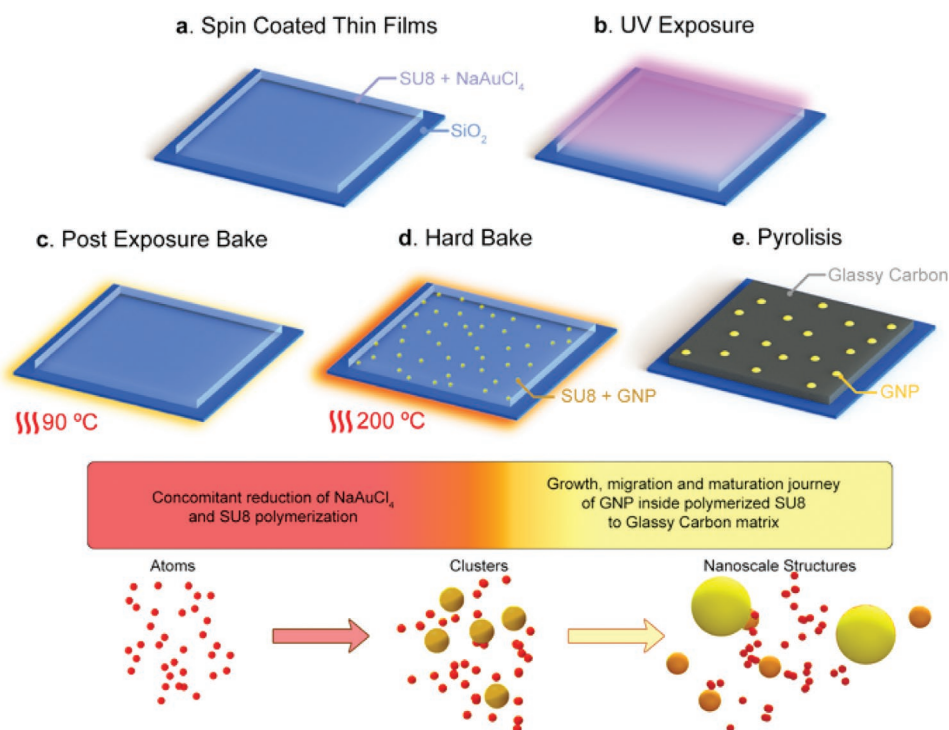 a. Spin Coated Thin Films
b. UV Exposure
SU8 + NaAuCl₄
SiO₂
c. Post Exposure Bake
d. Hard Bake
e. Pyrolisis
Glassy Carbon
SU8 + GNP
GNP
90 ºC
200 ºC
Concomitant reduction of NaAuCl₄
and SU8 polymerization
Growth, migration and maturation journey
of GNP inside polymerized SU8
to Glassy Carbon matrix
Atoms
Clusters
Nanoscale Structures